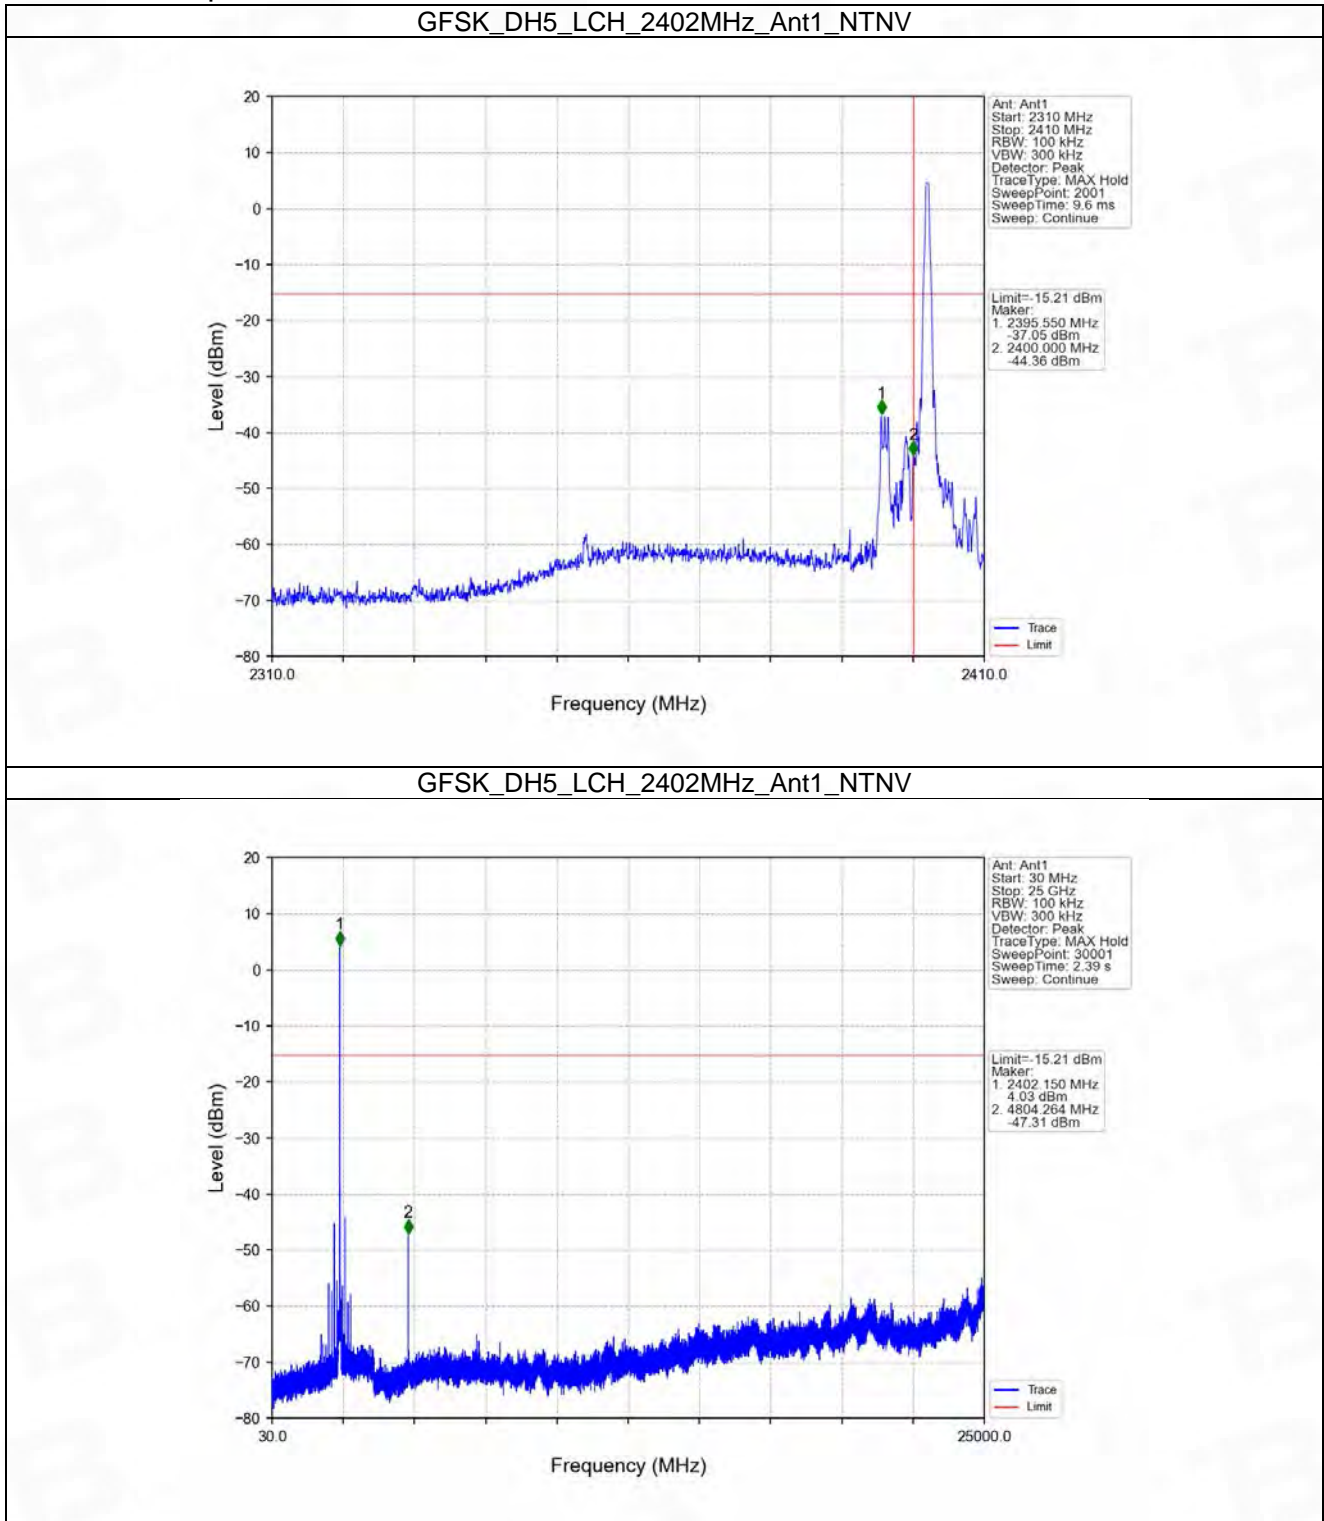 GFSK_DH5_LCH_2402MHz_Ant1_NTNV
20
10
0
−10
−20
−30
−40
−50
−60
−70
−80
Level (dBm)
2310.0
2410.0
Frequency (MHz)
1
2
Ant: Ant1
Start: 2310 MHz
Stop: 2410 MHz
RBW: 100 kHz
VBW: 300 kHz
Detector: Peak
TraceType: MAX Hold
SweepPoint: 2001
SweepTime: 9.6 ms
Sweep: Continue
Limit=-15.21 dBm
Maker:
1. 2395.550 MHz
-37.05 dBm
2. 2400.000 MHz
-44.36 dBm
Trace
Limit
GFSK_DH5_LCH_2402MHz_Ant1_NTNV
20
10
0
−10
−20
−30
−40
−50
−60
−70
−80
Level (dBm)
30.0
25000.0
Frequency (MHz)
1
2
Ant: Ant1
Start: 30 MHz
Stop: 25 GHz
RBW: 100 kHz
VBW: 300 kHz
Detector: Peak
TraceType: MAX Hold
SweepPoint: 30001
SweepTime: 2.39 s
Sweep: Continue
Limit=-15.21 dBm
Maker:
1. 2402.150 MHz
4.03 dBm
2. 4804.264 MHz
-47.31 dBm
Trace
Limit